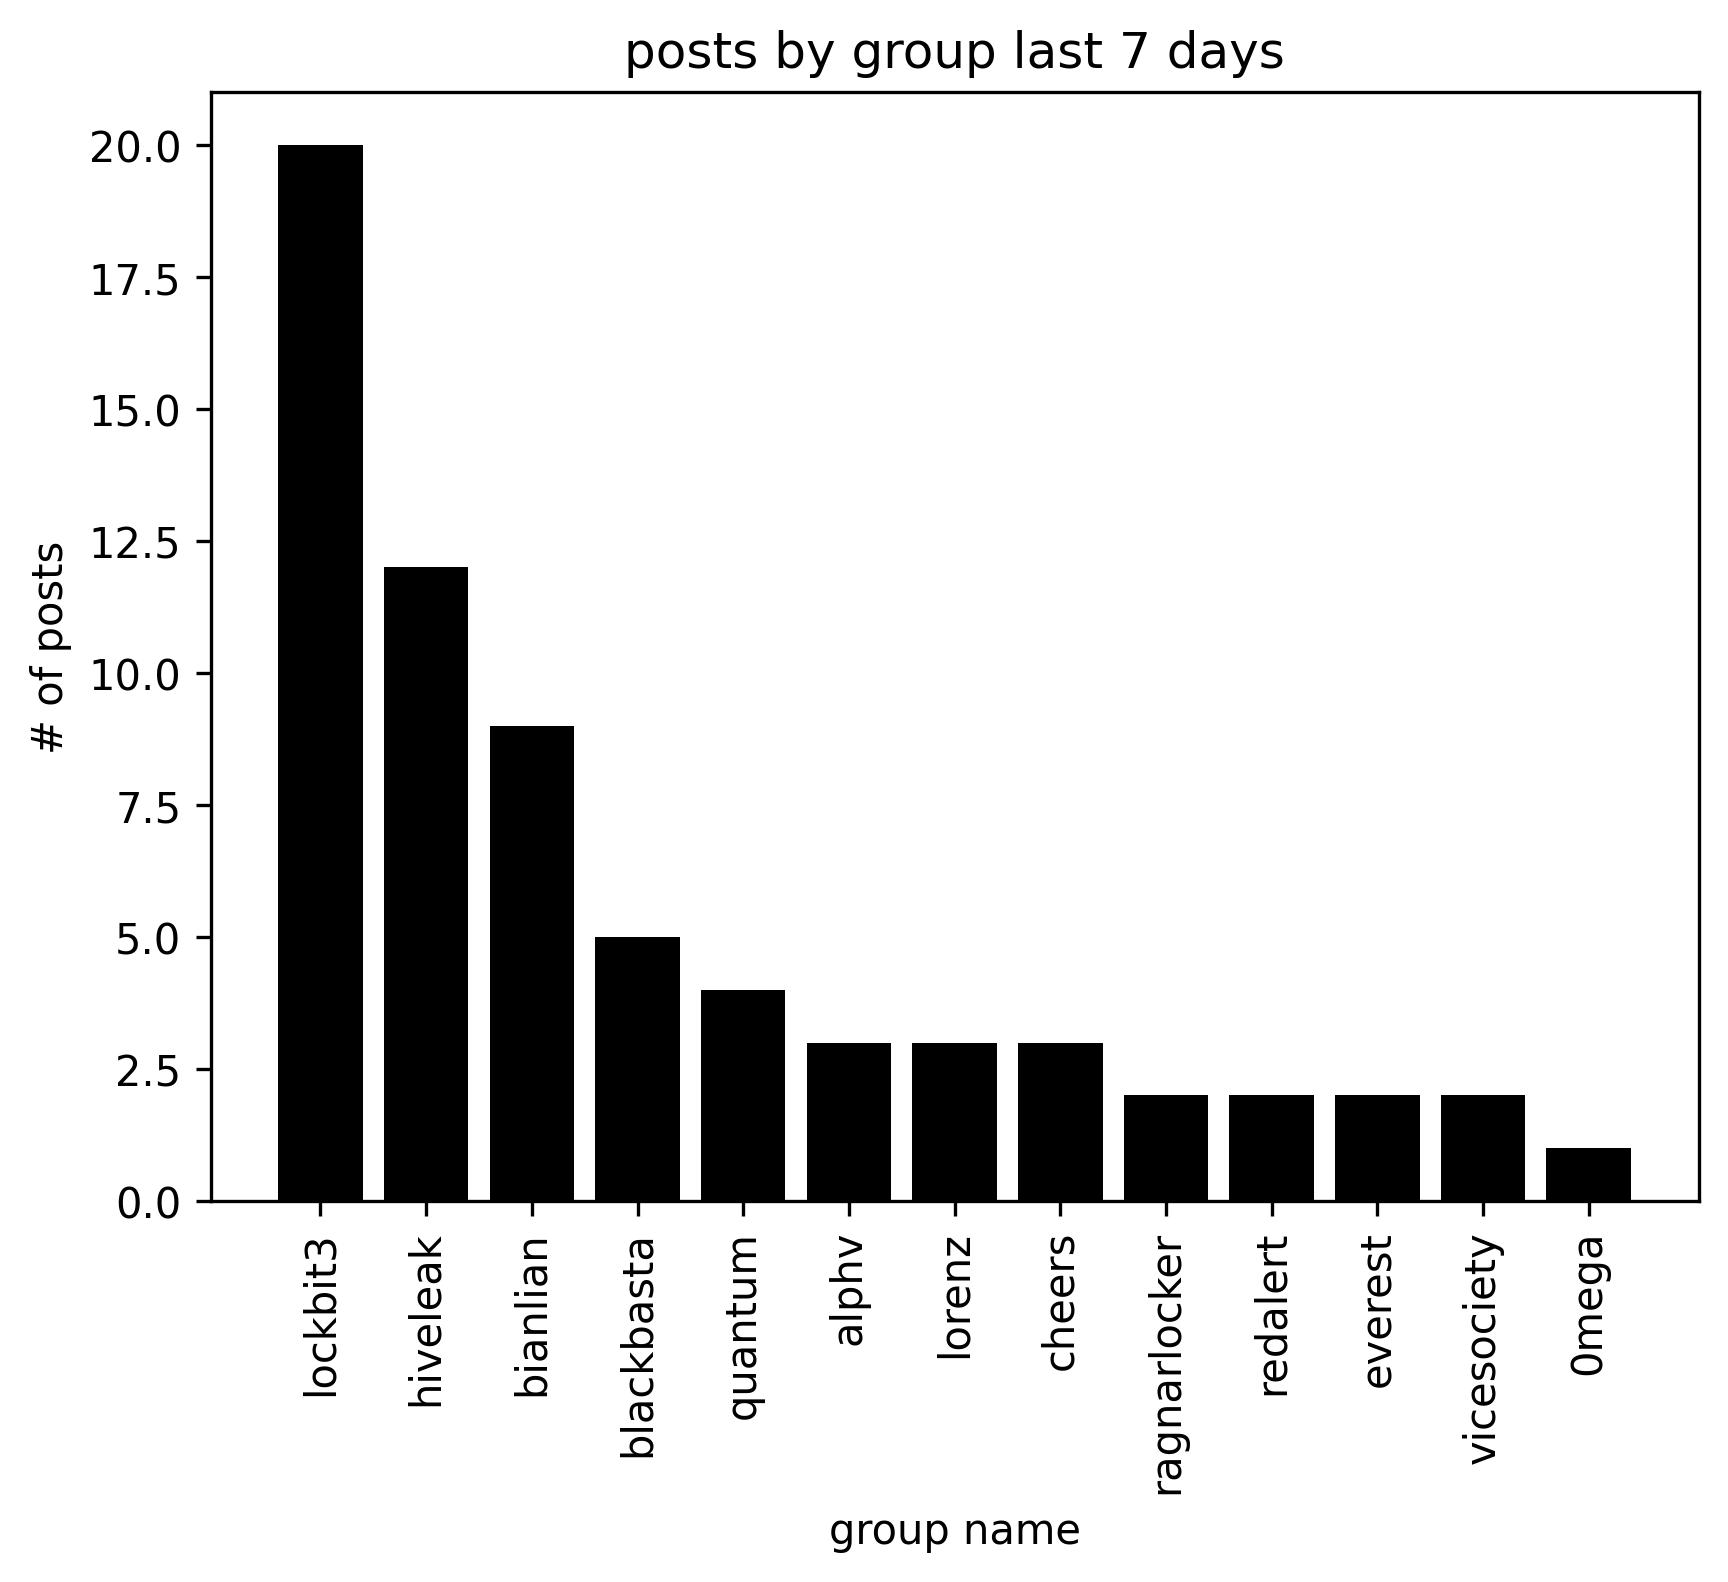 posts by group last 7 days
# of posts
20.0
17.5
15.0
12.5
10.0
7.5
5.0
2.5
0.0
lockbit3
hiveleak
bianlian
blackbasta
quantum
alphv
lorenz
cheers
ragnarlocker
redalert
everest
vicesociety
0mega
group name